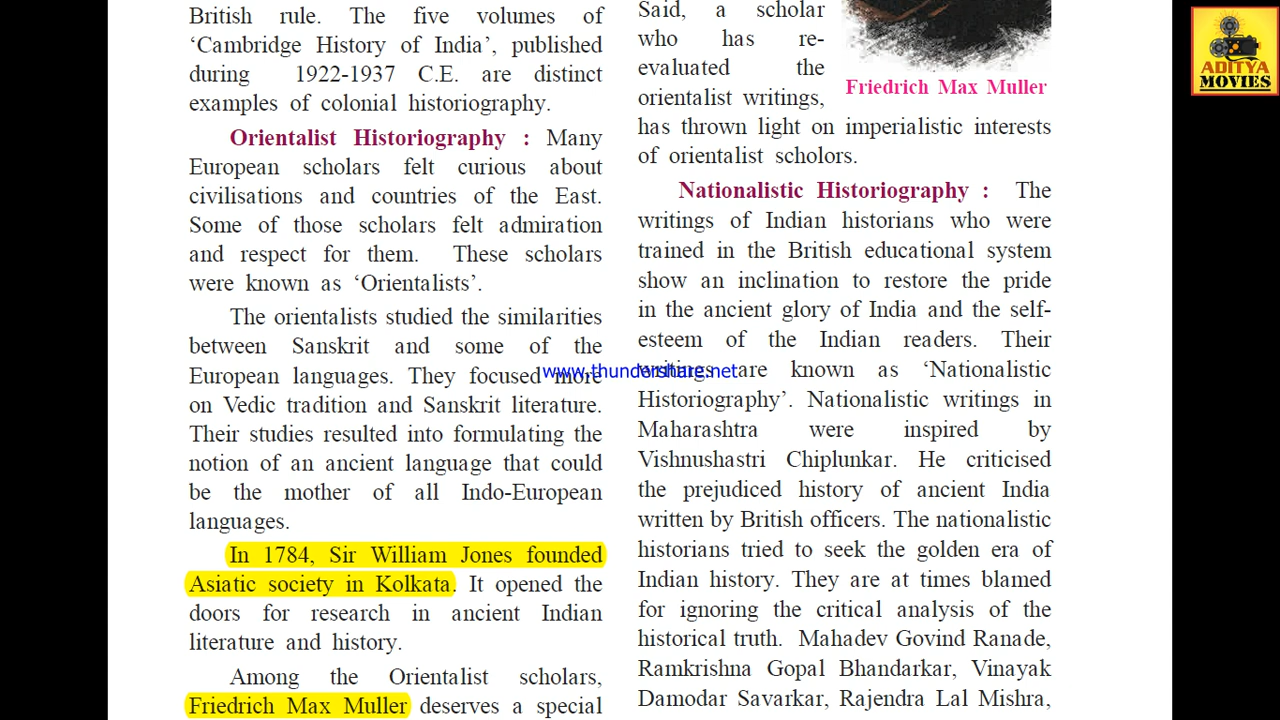 British rule. The five volumes of
‘Cambridge History of India’, published
during 1922-1937 C.E. are distinct
examples of colonial historiography.
Orientalist Historiography : Many
European scholars felt curious about
civilisations and countries of the East.
Some of those scholars felt admiration
and respect for them. These scholars
were known as ‘Orientalists’.
The orientalists studied the similarities
between Sanskrit and some of the
European languages. They focused more
on Vedic tradition and Sanskrit literature.
Their studies resulted into formulating the
notion of an ancient language that could
be the mother of all Indo-European
languages.
In 1784, Sir William Jones founded
Asiatic society in Kolkata. It opened the
doors for research in ancient Indian
literature and history.
Among the Orientalist scholars,
Friedrich Max Muller deserves a special
Said, a scholar
who has re-
evaluated the
orientalist writings,
has thrown light on imperialistic interests
of orientalist scholors.
Friedrich Max Muller
Nationalistic Historiography : The
writings of Indian historians who were
trained in the British educational system
show an inclination to restore the pride
in the ancient glory of India and the self-
esteem of the Indian readers. Their
writings are known as ‘Nationalistic
Historiography’. Nationalistic writings in
Maharashtra were inspired by
Vishnushastri Chiplunkar. He criticised
the prejudiced history of ancient India
written by British officers. The nationalistic
historians tried to seek the golden era of
Indian history. They are at times blamed
for ignoring the critical analysis of the
historical truth. Mahadev Govind Ranade,
Ramkrishna Gopal Bhandarkar, Vinayak
Damodar Savarkar, Rajendra Lal Mishra,
www.thundershare.net
ADITYA
MOVIES